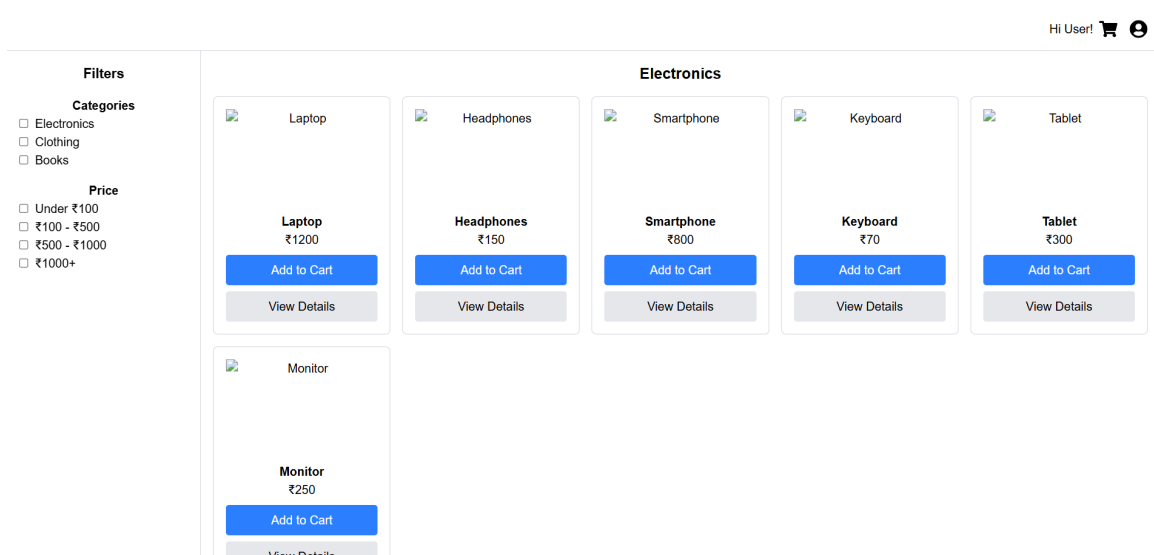 Hi User!
Filters
Categories
Electronics
Clothing
Books
Price
Under ₹100
₹100 - ₹500
₹500 - ₹1000
₹1000+
Electronics
Laptop
Laptop
₹1200
Add to Cart
View Details
Headphones
Headphones
₹150
Add to Cart
View Details
Smartphone
Smartphone
₹800
Add to Cart
View Details
Keyboard
Keyboard
₹70
Add to Cart
View Details
Tablet
Tablet
₹300
Add to Cart
View Details
Monitor
Monitor
₹250
Add to Cart
View Details